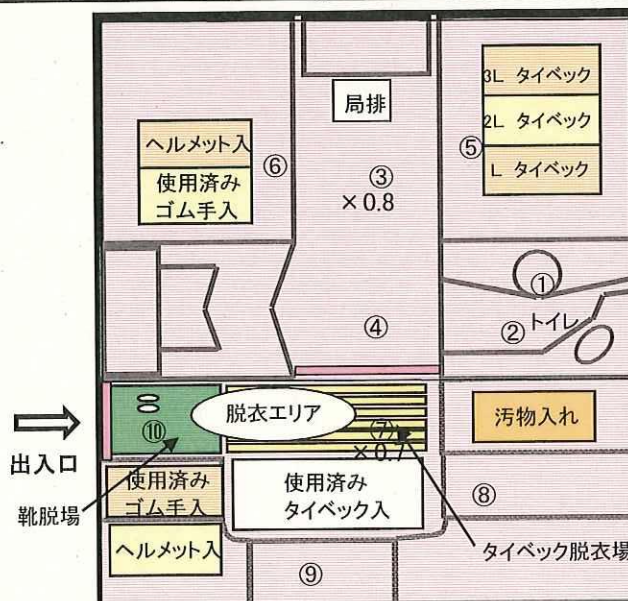 局排
3L タイベック
2L タイベック
L タイベック
⑤
ヘルメット入
使用済み
ゴム手入
⑥
③
×0.8
①
トイレ
②
④
出入口
⑩
脱衣エリア
⑦
×0.7
汚物入れ
靴脱場
使用済み
ゴム手入
使用済み
タイベック入
⑧
ヘルメット入
タイベック脱衣場
⑨